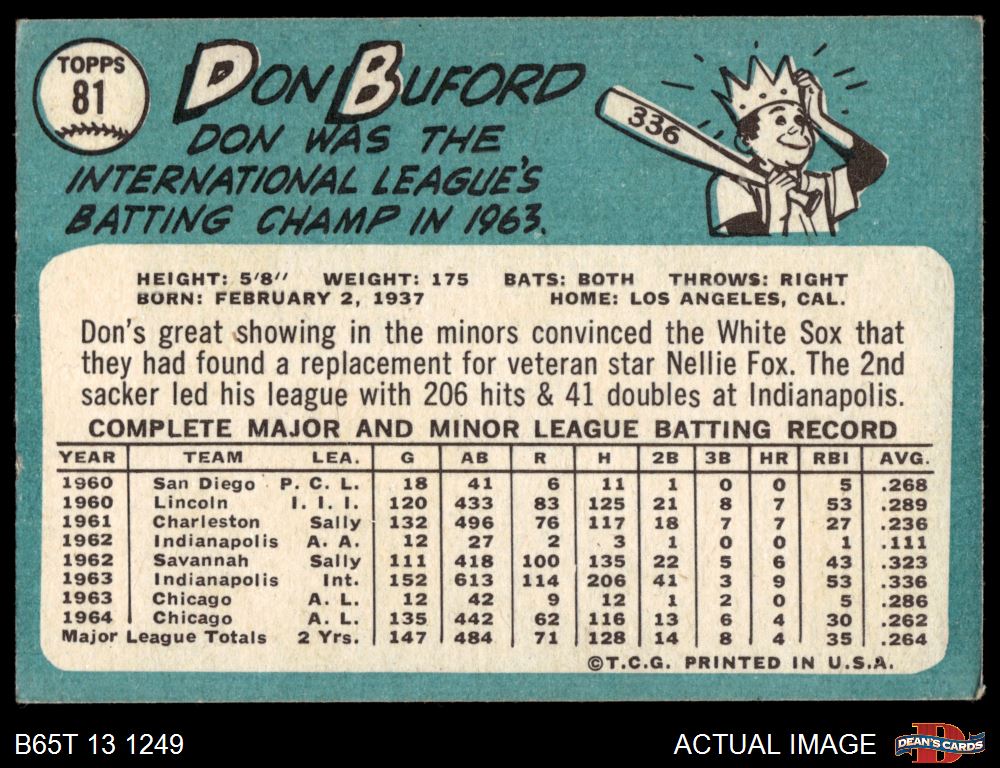 TOPPS
81
DON BUFORD
DON WAS THE
INTERNATIONAL LEAGUE'S
BATTING CHAMP IN 1963.
336
HEIGHT: 5'8" WEIGHT: 175 BATS: BOTH THROWS: RIGHT
BORN: FEBRUARY 2, 1937 HOME: LOS ANGELES, CAL.
Don's great showing in the minors convinced the White Sox that
they had found a replacement for veteran star Nellie Fox. The 2nd
sacker led his league with 206 hits & 41 doubles at Indianapolis.
COMPLETE MAJOR AND MINOR LEAGUE BATTING RECORD
YEAR TEAM LEA. G AB R H 2B 3B HR RBI AVG.
1960 San Diego P. C. L. 18 41 6 11 1 0 0 5 .268
1960 Lincoln I. I. I. 120 433 83 125 21 8 7 53 .289
1961 Charleston Sally 132 496 76 117 18 7 7 27 .236
1962 Indianapolis A. A. 12 27 2 3 1 0 0 1 .111
1962 Savannah Sally 111 418 100 135 22 5 6 43 .323
1963 Indianapolis Int. 152 613 114 206 41 3 9 53 .336
1963 Chicago A. L. 12 42 9 12 1 2 0 5 .286
1964 Chicago A. L. 135 442 62 116 13 6 4 30 .262
Major League Totals 2 Yrs. 147 484 71 128 14 8 4 35 .264
©T.C.G. PRINTED IN U.S.A.
B65T 13 1249 ACTUAL IMAGE
D
DEAN'S CARDS